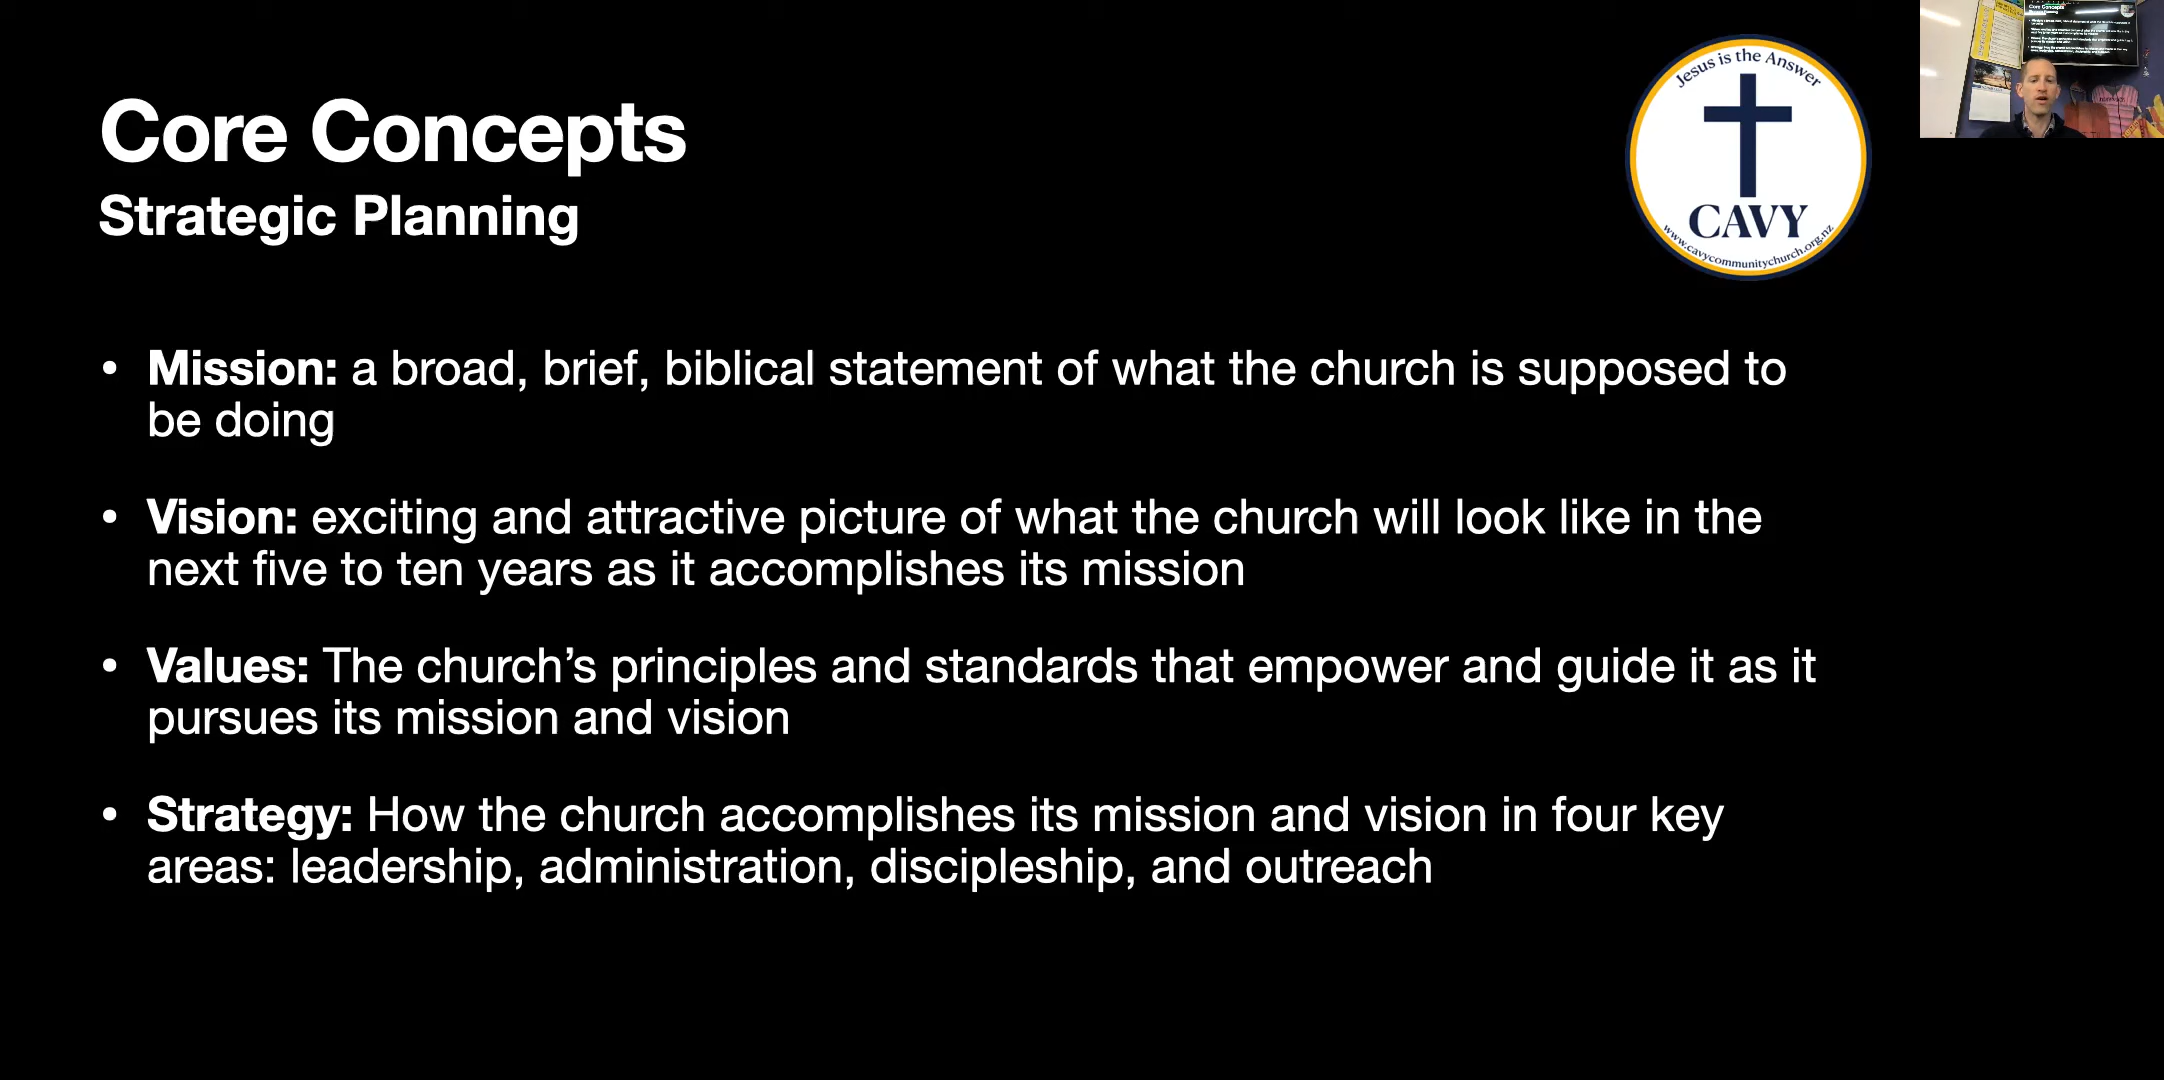 Core Concepts
Strategic Planning
Jesus is the Answer
CAVY
www.cavycommunitychurch.org.nz
• Mission: a broad, brief, biblical statement of what the church is supposed to
be doing
• Vision: exciting and attractive picture of what the church will look like in the
next five to ten years as it accomplishes its mission
• Values: The church’s principles and standards that empower and guide it as it
pursues its mission and vision
• Strategy: How the church accomplishes its mission and vision in four key
areas: leadership, administration, discipleship, and outreach
Core Concepts